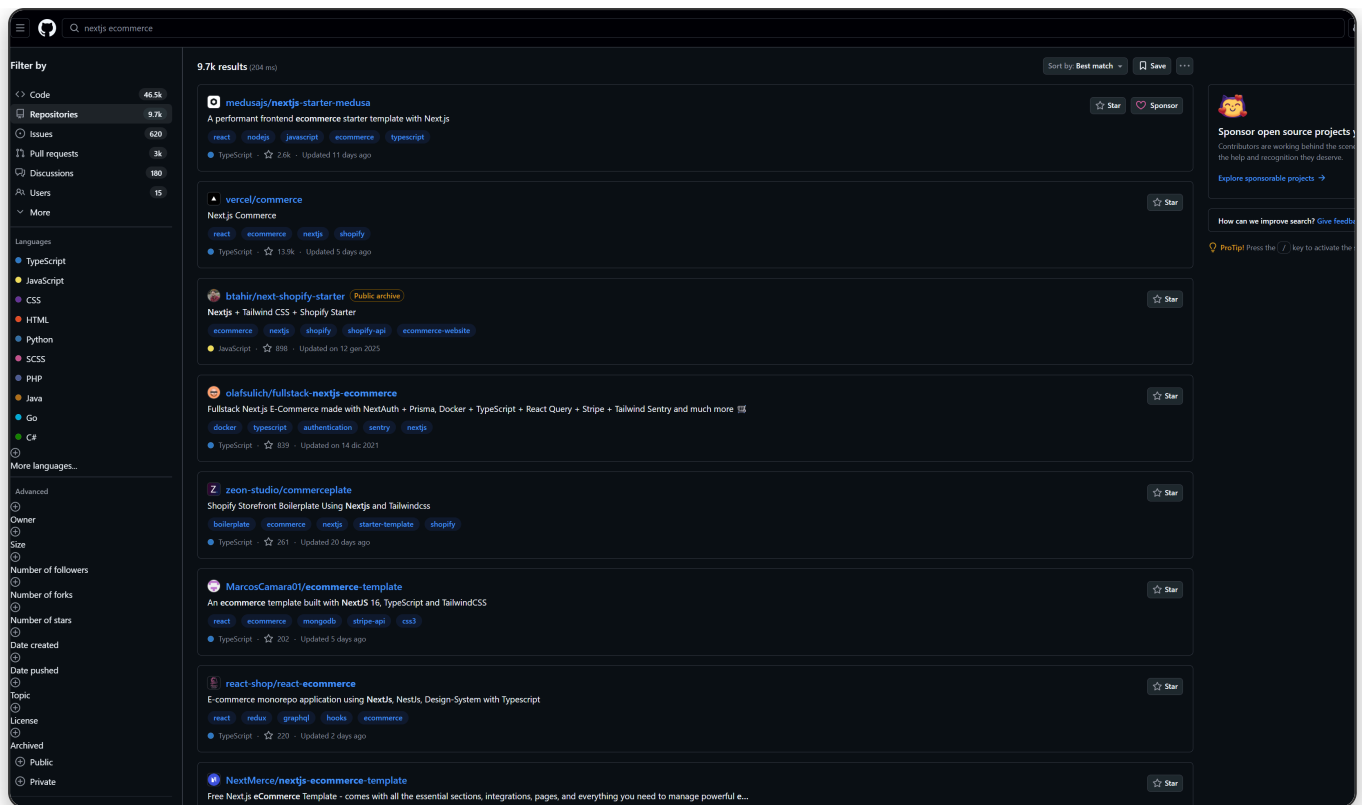 nextjs ecommerce
Filter by
Code 46.5k
Repositories 9.7k
Issues 620
Pull requests 3k
Discussions 180
Users 15
More
Languages
TypeScript
JavaScript
CSS
HTML
Python
SCSS
PHP
Java
Go
C#
More languages...
Advanced
Owner
Size
Number of followers
Number of forks
Number of stars
Date created
Date pushed
Topic
License
Archived
Public
Private
9.7k results (204 ms)
Sort by: Best match
Save
medusajs/nextjs-starter-medusa
Star
Sponsor
A performant frontend ecommerce starter template with Next.js
react nodejs javascript ecommerce typescript
TypeScript · 2.6k · Updated 11 days ago
vercel/commerce
Star
Next.js Commerce
react ecommerce nextjs shopify
TypeScript · 13.9k · Updated 5 days ago
btahir/next-shopify-starter Public archive
Star
Nextjs + Tailwind CSS + Shopify Starter
ecommerce nextjs shopify shopify-api ecommerce-website
JavaScript · 898 · Updated on 12 gen 2025
olafsulich/fullstack-nextjs-ecommerce
Star
Fullstack Next.js E-Commerce made with NextAuth + Prisma, Docker + TypeScript + React Query + Stripe + Tailwind Sentry and much more
docker typescript authentication sentry nextjs
TypeScript · 839 · Updated on 14 dic 2021
zeon-studio/commerceplate
Star
Shopify Storefront Boilerplate Using Nextjs and Tailwindcss
boilerplate ecommerce nextjs starter-template shopify
TypeScript · 261 · Updated 20 days ago
MarcosCamara01/ecommerce-template
Star
An ecommerce template built with NextJS 16, TypeScript and TailwindCSS
react ecommerce mongodb stripe-api css3
TypeScript · 202 · Updated 5 days ago
react-shop/react-ecommerce
Star
E-commerce monorepo application using NextJs, NestJs, Design-System with Typescript
react redux graphql hooks ecommerce
TypeScript · 220 · Updated 2 days ago
NextMerce/nextjs-ecommerce-template
Star
Free Next.js eCommerce Template - comes with all the essential sections, integrations, pages, and everything you need to manage powerful e...
Sponsor open source projects
Contributors are working behind the
the help and recognition they deserve.
Explore sponsorable projects →
How can we improve search? Give
ProTip! Press the / key to activate the